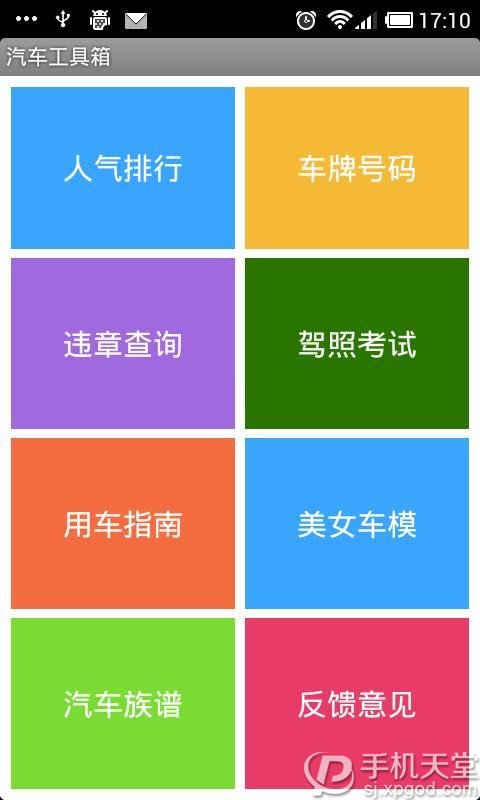 17:10
汽车工具箱
人气排行
车牌号码
违章查询
驾照考试
用车指南
美女车模
汽车族谱
反馈意见
手机天堂
sj.xpgod.com